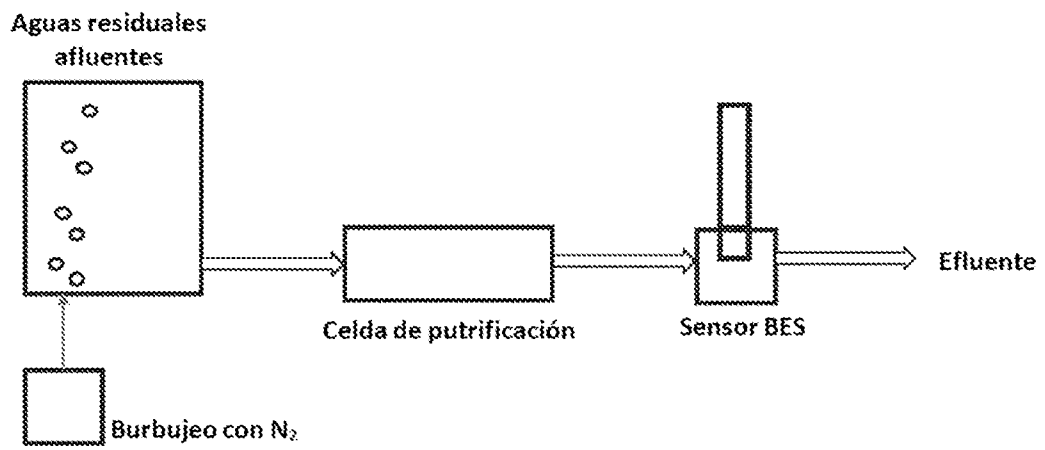 Aguas residuales
afluentes
Efluente
Celda de putrificación
Sensor BES
Burbujeo con N₂